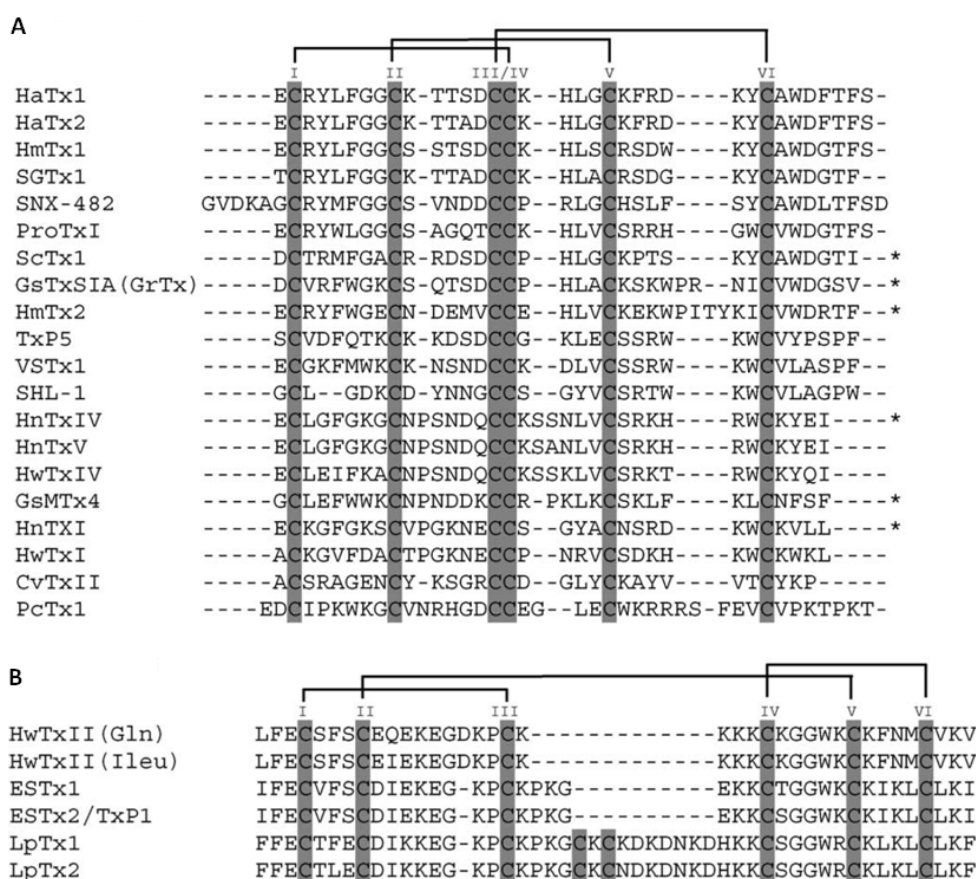 A
I II III/IV V VI
HaTx1 -----ECRYLFGGCK-TTSDCCK--HLGCKFRD----KYCAWDFTFS-
HaTx2 -----ECRYLFGGCK-TTADCCK--HLGCKFRD----KYCAWDFTFS-
HmTx1 -----ECRYLFGGCS-STSDCCK--HLSCRSDW----KYCAWDGTFS-
SGTx1 -----TCRYLFGGCK-TTADCCK--HLACRSDG----KYCAWDGTF--
SNX-482 GVDKAGCRYMFGGCS-VNDDCCP--RLGCHSLF----SYCAWDLTFSD
ProTxI -----ECRYWLGGCS-AGQTCCK--HLVCSRRH----GWCVWDGTFS-
ScTx1 -----DCTRMFGACR-RDSDCCP--HLGCKPTS----KYCAWDGTI--*
GsTxSIA(GrTx) -----DCVRFWGKCS-QTSDCCP--HLACKSKWPR--NICVWDGSV--*
HmTx2 -----ECRYFWGECN-DEMVCCE--HLVCKEKWPITYKICVWDRTF--*
TxP5 -----SCVDFQTKCK-KDSDCCG--KLECSSRW----KWCVYPSPF--
VSTx1 -----ECGKFMWKCK-NSNDCCK--DLVCSSRW----KWCVLASPF--
SHL-1 -----GCL--GDKCD-YNNGCCS--GYVCSRTW----KWCVLAGPW--
HnTxIV -----ECLGFGKGCNPSNDQCCKSSNLVCSRKH----RWCKYEI----*
HnTxV -----ECLGFGKGCNPSNDQCCKSANLVCSRKH----RWCKYEI----
HwTxIV -----ECLEIFKACNPSNDQCCKSSKLVCSRKT----RWCKYQI----
GsMTx4 -----GCLEFWWKCNPNDDKCCR-PKLKCSKLF----KLCNFSF----*
HnTXI -----ECKGFGKSCVPGKNECCS--GYACNSRD----KWCKVLL----*
HwTxI -----ACKGVFDACTPGKNECCP--NRVCSDKH----KWCKWKL----
CvTxII -----ACSRAGENCY-KSGRCCD--GLYCKAYV----VTCYKP-----
PcTx1 ----EDCIPKWKGCVNRHGDCCEG--LECWKRRRS-FEVCVPKTPKT-
B
I II III IV V VI
HwTxII(Gln) LFECSFSCEQEKEGDKPCK-------------KKKCKGGWKCKFNMCVKV
HwTxII(Ileu) LFECSFSCEIEKEGDKPCK-------------KKKCKGGWKCKFNMCVKV
ESTx1 IFECVFSCDIEKEG-KPCKPKG----------EKKCTGGWKCKIKLCLKI
ESTx2/TxP1 IFECVFSCDIEKEG-KPCKPKG----------EKKCSGGWKCKIKLCLKI
LpTx1 FFECTFECDIKKEG-KPCKPKGCKCKDKDNKDHKKCSGGWRCKLKLCLKF
LpTx2 FFECTLECDIKKEG-KPCKPKGCKCNDKDNKDHKKCSGGWRCKLKLCLKF